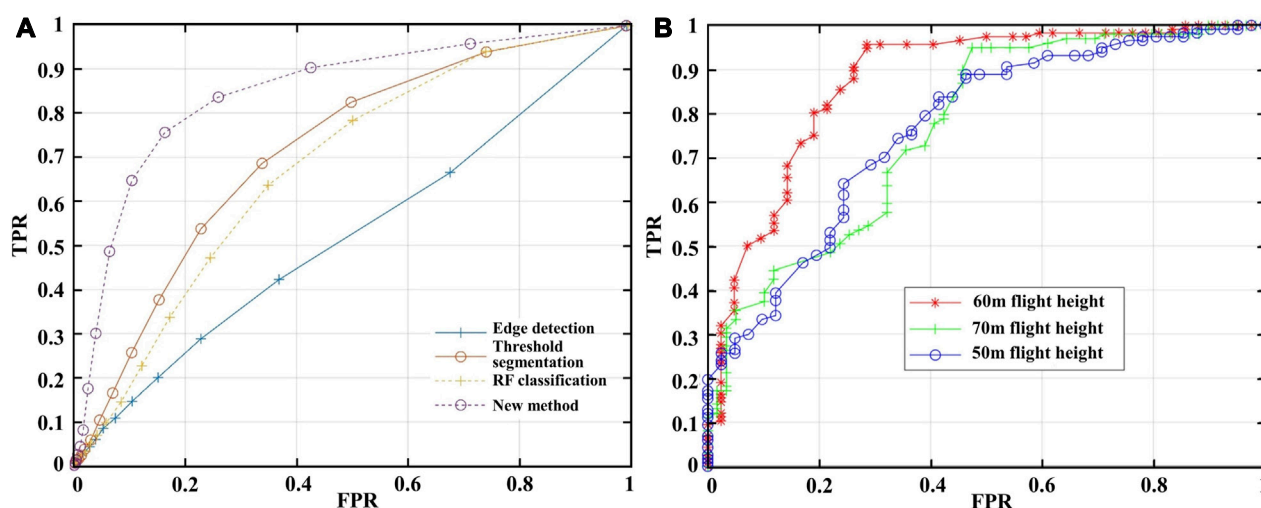 A
1
0.9
0.8
0.7
0.6
0.5
0.4
0.3
0.2
0.1
0
TPR
0
0.2
0.4
0.6
0.8
1
FPR
Edge detection
Threshold
segmentation
RF classification
New method
B
1
0.9
0.8
0.7
0.6
0.5
0.4
0.3
0.2
0.1
0
TPR
0
0.2
0.4
0.6
0.8
FPR
60m flight height
70m flight height
50m flight height